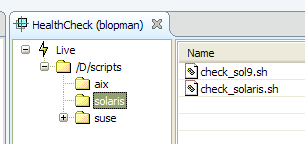 HealthCheck (blopman)
Live
/D/scripts
aix
solaris
suse
Name
check_sol9.sh
check_solaris.sh